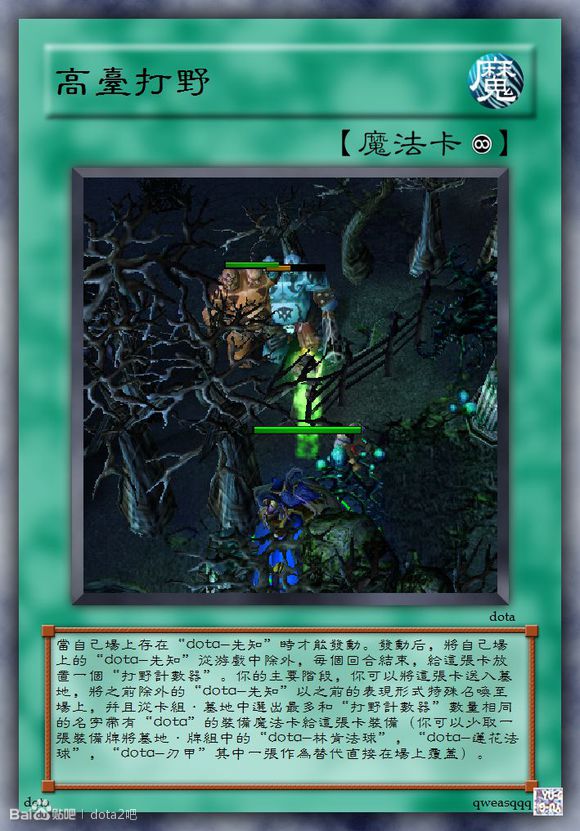 高臺打野
魔
【魔法卡♾】
dota
當自己場上存在“dota-先知”時才能發動。發動后,將自己場
上的“dota-先知”從游戲中除外,每個回合結束,給這張卡放
置一個“打野計數器”。你的主要階段,你可以將這張卡送入墓
地,將之前除外的“dota-先知”以之前的表現形式特殊召喚至
場上,并且從卡組·墓地中選出最多和“打野計數器”數量相同
的名字帶有“dota”的裝備魔法卡給這張卡裝備(你可以少取一
張裝備牌將墓地·牌組中的“dota-林肯法球”,“dota-蓮花法
球”,“dota-刃甲”其中一張作為替代直接在場上覆蓋)。
qweasqqq
Bai貼吧 | dota2吧